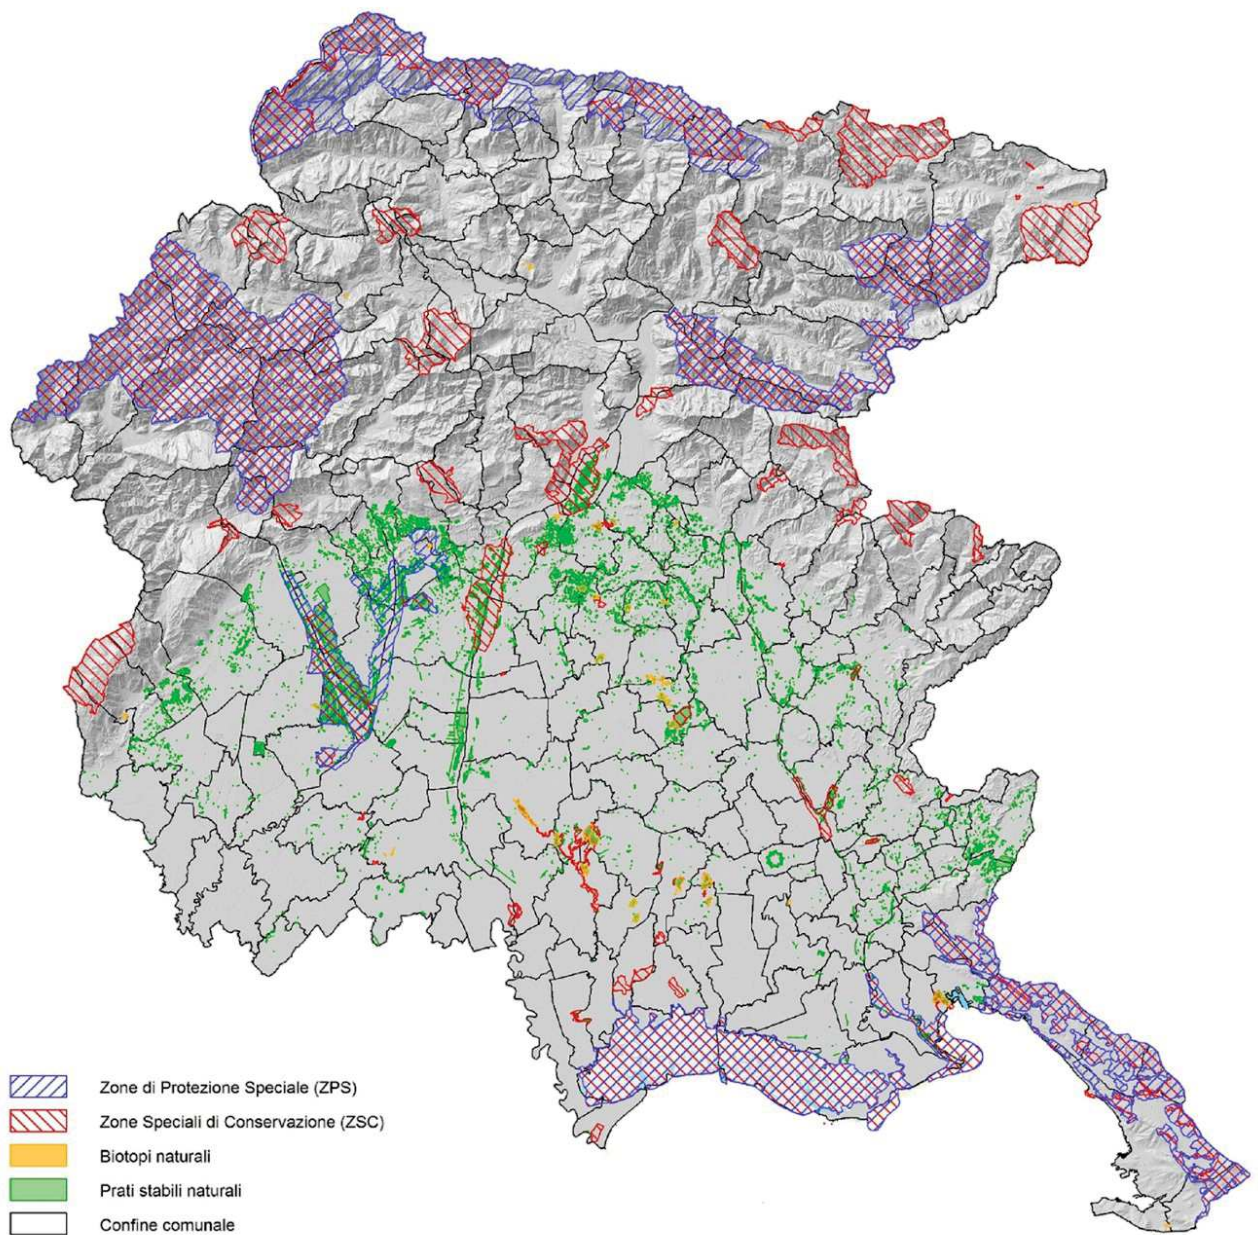 Zone di Protezione Speciale (ZPS)
Zone Speciali di Conservazione (ZSC)
Biotopi naturali
Prati stabili naturali
Confine comunale